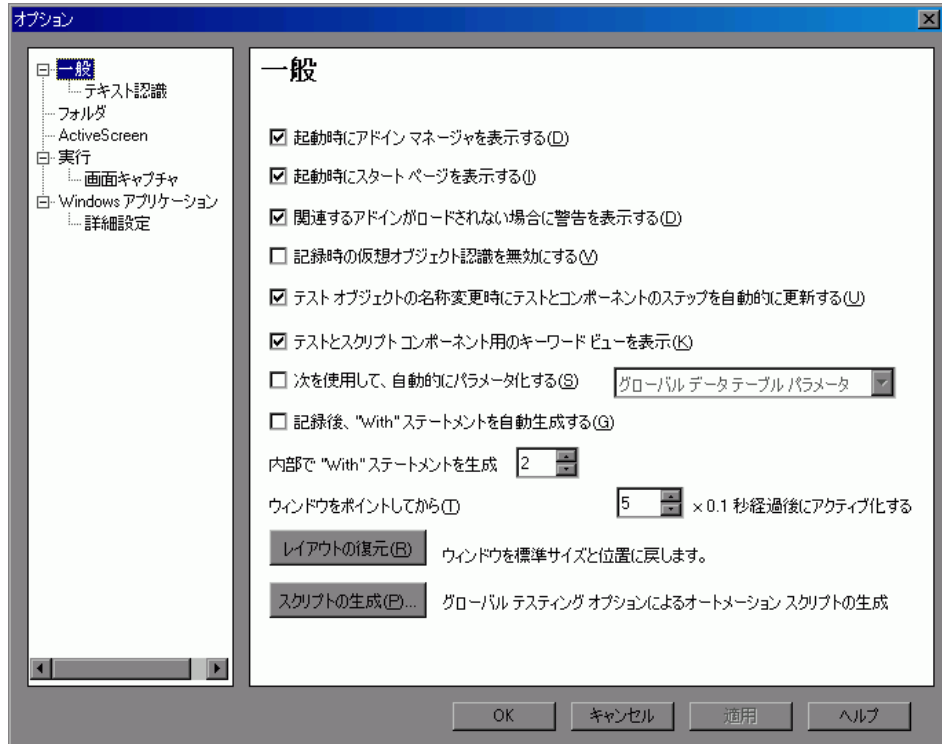 オプション
一般
テキスト認識
フォルダ
ActiveScreen
実行
画面キャプチャ
Windows アプリケーション
詳細設定
一般
起動時にアドイン マネージャを表示する(D)
起動時にスタート ページを表示する(I)
関連するアドインがロードされない場合に警告を表示する(D)
記録時の仮想オブジェクト認識を無効にする(V)
テスト オブジェクトの名称変更時にテストとコンポーネントのステップを自動的に更新する(U)
テストとスクリプト コンポーネント用のキーワード ビューを表示(K)
次を使用して、自動的にパラメータ化する(S) グローバル データ テーブル パラメータ
記録後、"With" ステートメントを自動生成する(G)
内部で "With" ステートメントを生成 2
ウィンドウをポイントしてから(T) 5 ×0.1 秒経過後にアクティブ化する
レイアウトの復元(R) ウィンドウを標準サイズと位置に戻します。
スクリプトの生成(P)... グローバル テスティング オプションによるオートメーション スクリプトの生成
OK キャンセル 適用 ヘルプ